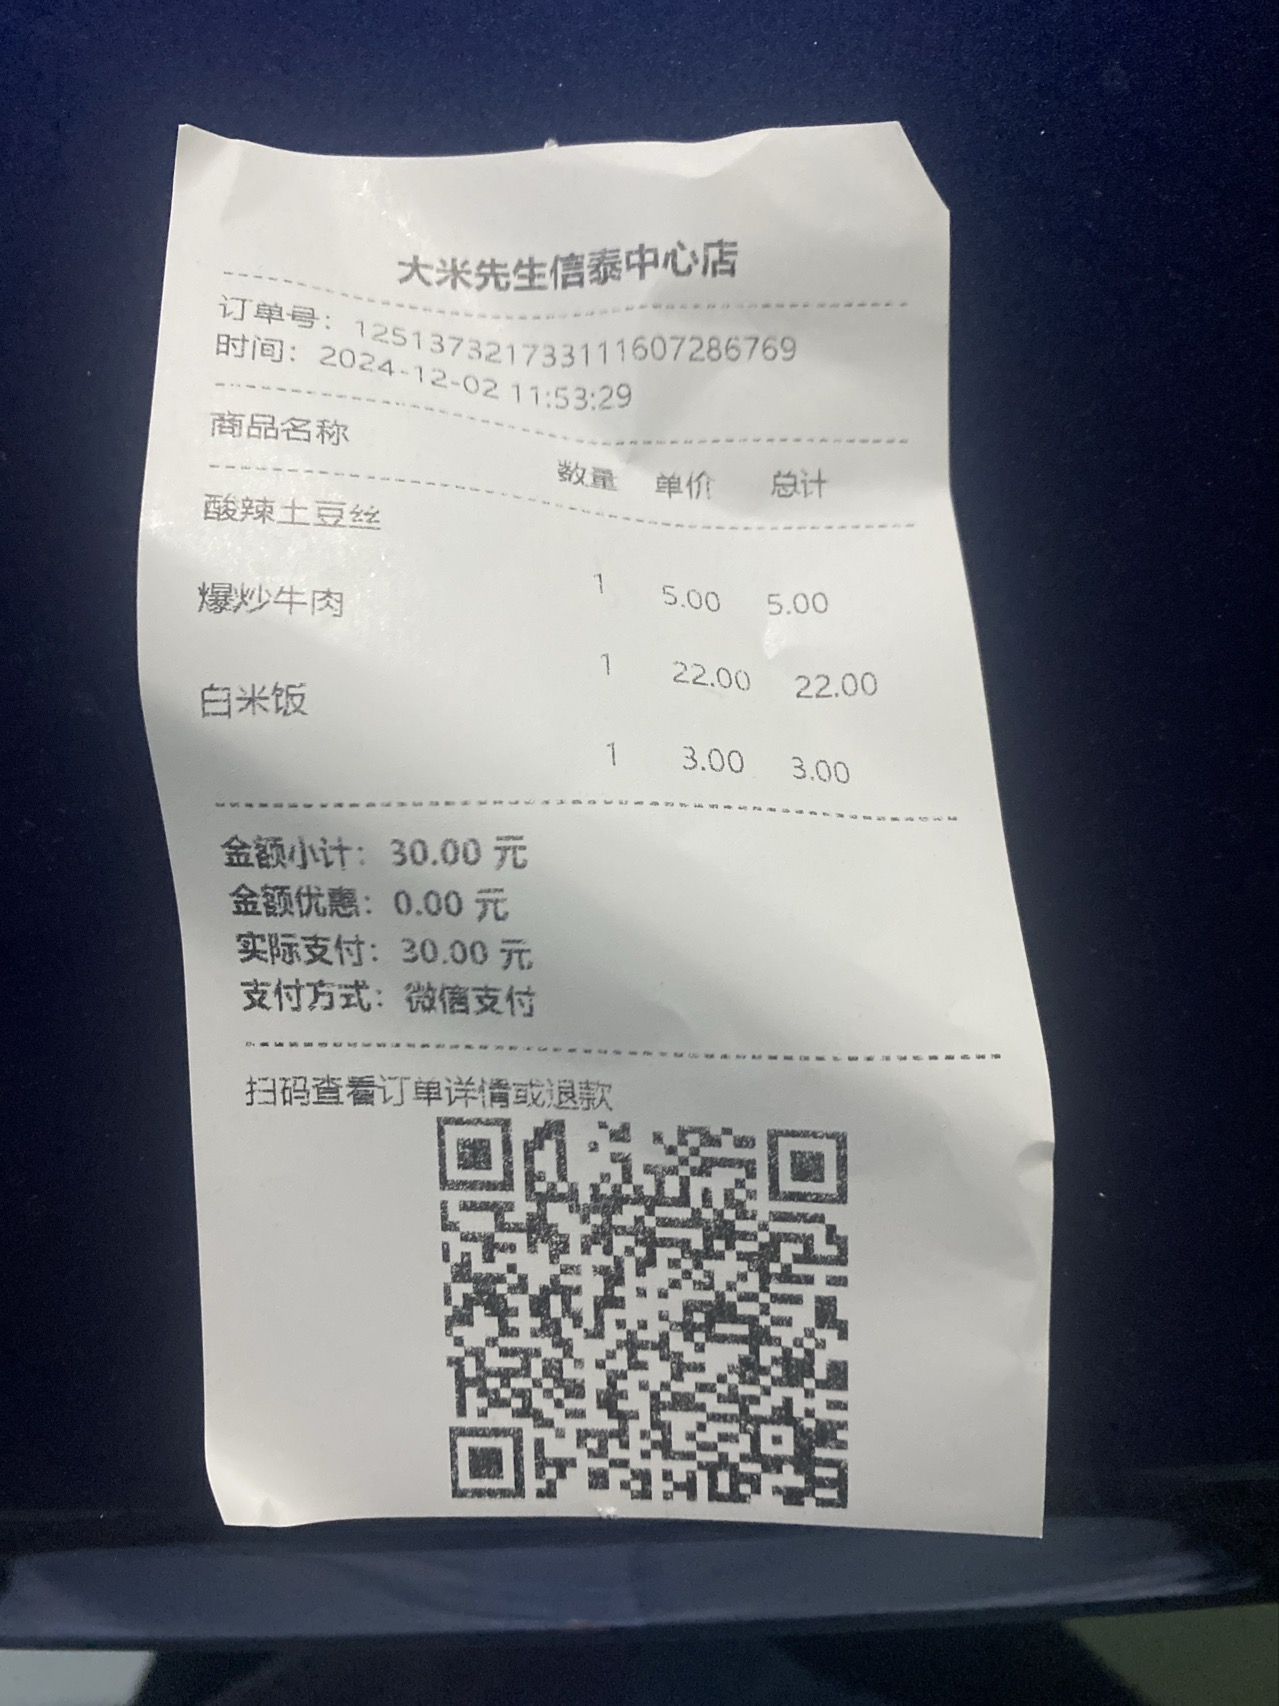 大米先生信泰中心店
订单号：1251373217331111607286769
时间：2024-12-02 11:53:29
商品名称 数量 单价 总计
酸辣土豆丝
1 5.00 5.00
爆炒牛肉
1 22.00 22.00
白米饭
1 3.00 3.00
金额小计：30.00 元
金额优惠：0.00 元
实际支付：30.00 元
支付方式：微信支付
扫码查看订单详情或退款